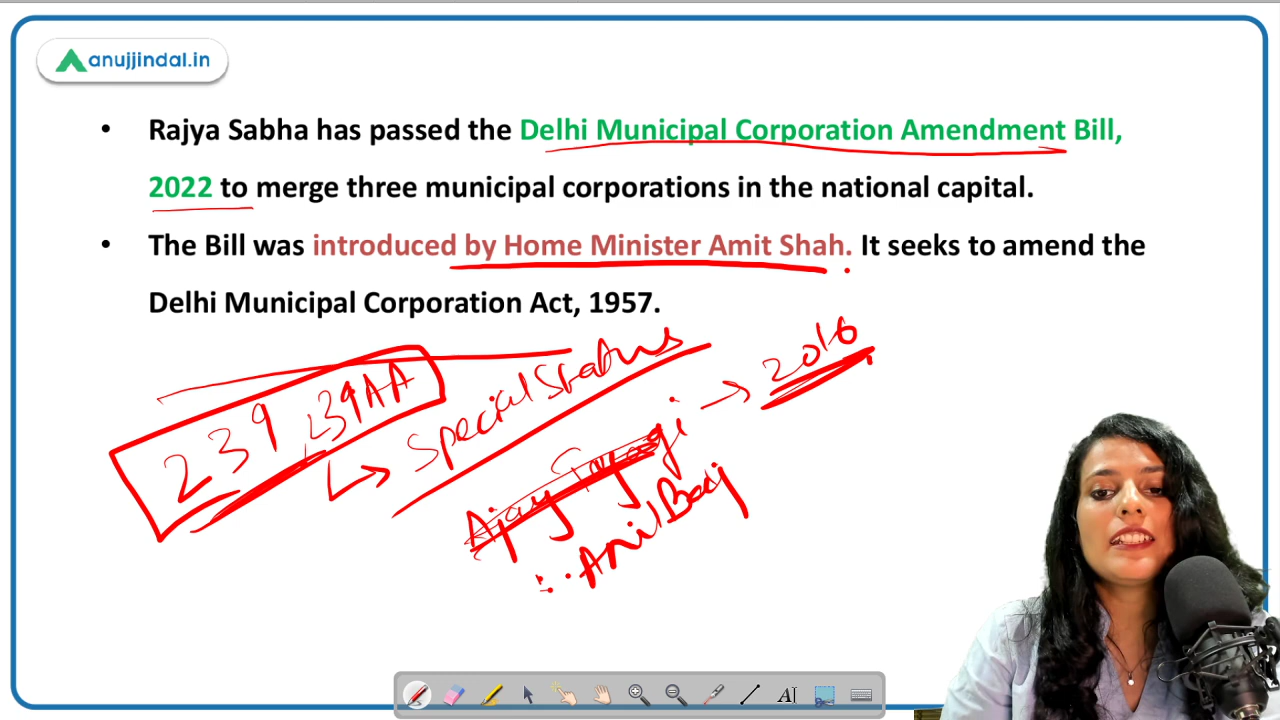 anujjindal.in
• Rajya Sabha has passed the Delhi Municipal Corporation Amendment Bill,
2022 to merge three municipal corporations in the national capital.
• The Bill was introduced by Home Minister Amit Shah. It seeks to amend the
Delhi Municipal Corporation Act, 1957.
239, 239AA
↳ Special Status
Ajay Tyagi → 2016
∴ Anil Baij
A